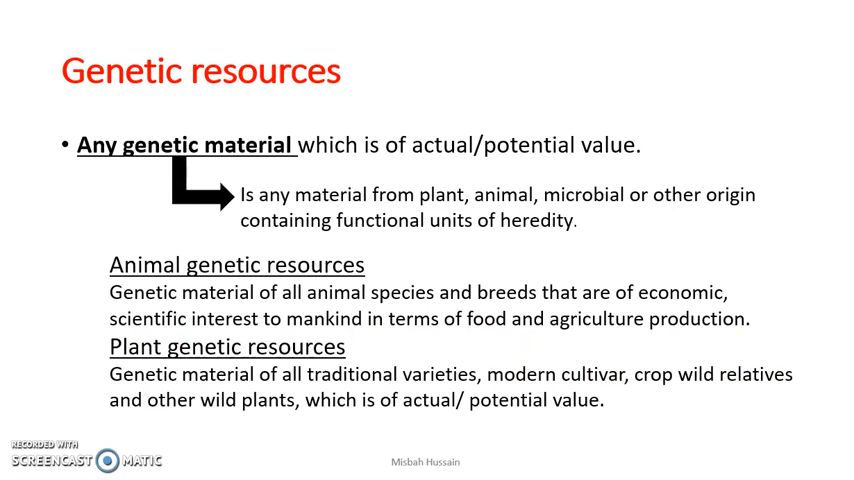 Genetic resources
• Any genetic material which is of actual/potential value.
Is any material from plant, animal, microbial or other origin
containing functional units of heredity.
Animal genetic resources
Genetic material of all animal species and breeds that are of economic,
scientific interest to mankind in terms of food and agriculture production.
Plant genetic resources
Genetic material of all traditional varieties, modern cultivar, crop wild relatives
and other wild plants, which is of actual/ potential value.
RECORDED WITH
SCREENCAST MATIC
Misbah Hussain